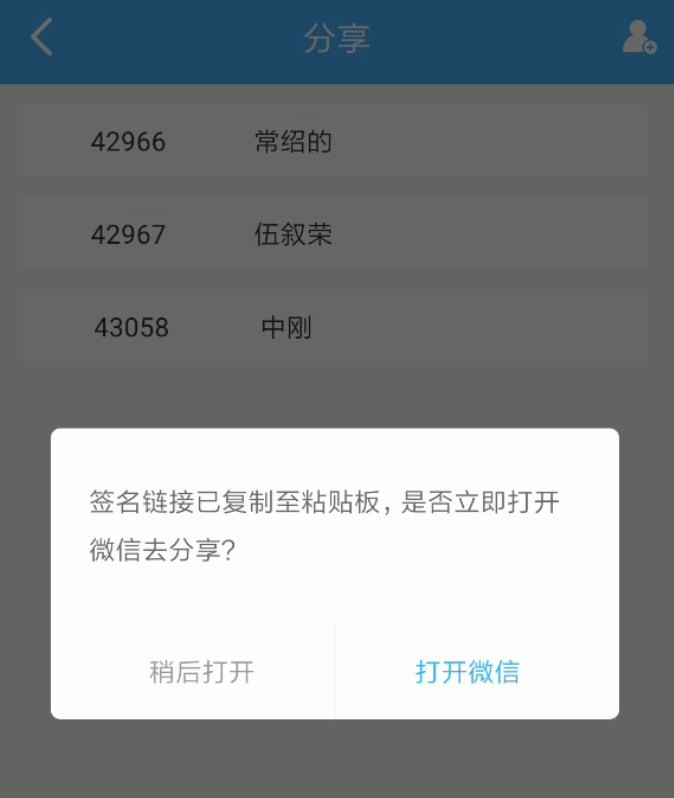 分享
42966 常绍的
42967 伍叙荣
43058 中刚
签名链接已复制至粘贴板，是否立即打开
微信去分享?
稍后打开 打开微信